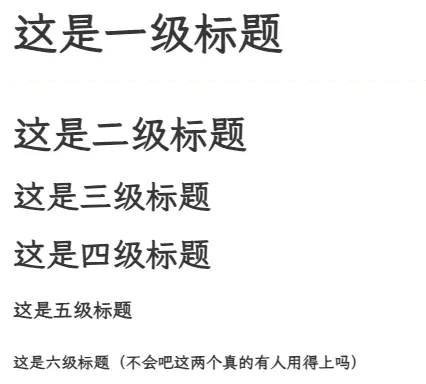 这是一级标题
这是二级标题
这是三级标题
这是四级标题
这是五级标题
这是六级标题（不会吧这两个真的有人用得上吗）